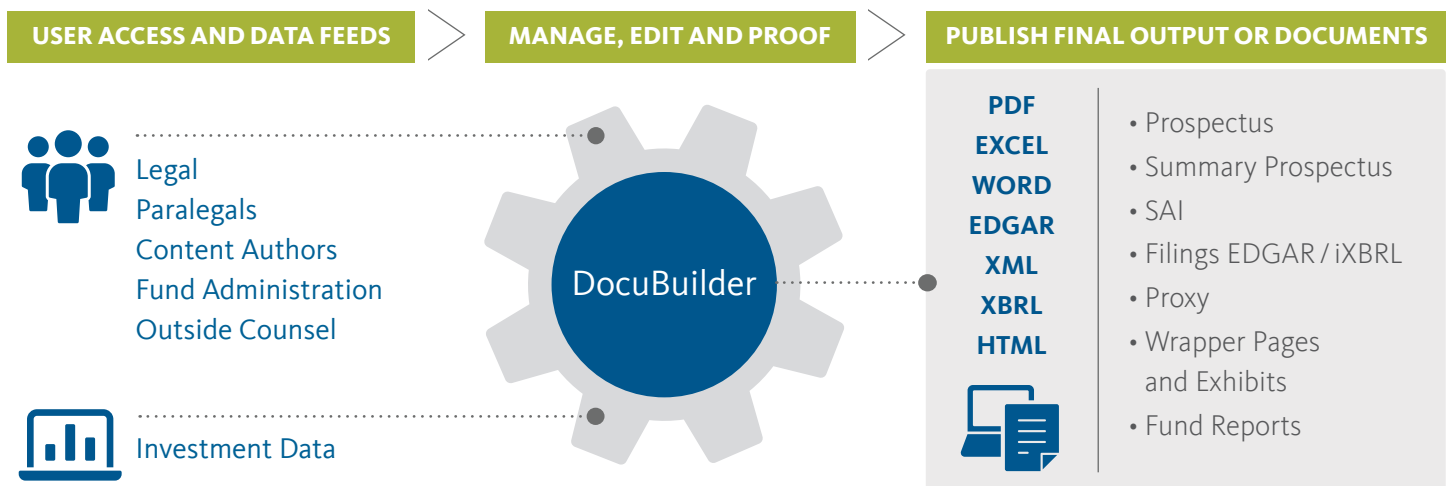 USER ACCESS AND DATA FEEDS
MANAGE, EDIT AND PROOF
PUBLISH FINAL OUTPUT OR DOCUMENTS
Legal
Paralegals
Content Authors
Fund Administration
Outside Counsel
Investment Data
DocuBuilder
PDF
EXCEL
WORD
EDGAR
XML
XBRL
HTML
• Prospectus
• Summary Prospectus
• SAI
• Filings EDGAR / iXBRL
• Proxy
• Wrapper Pages
and Exhibits
• Fund Reports